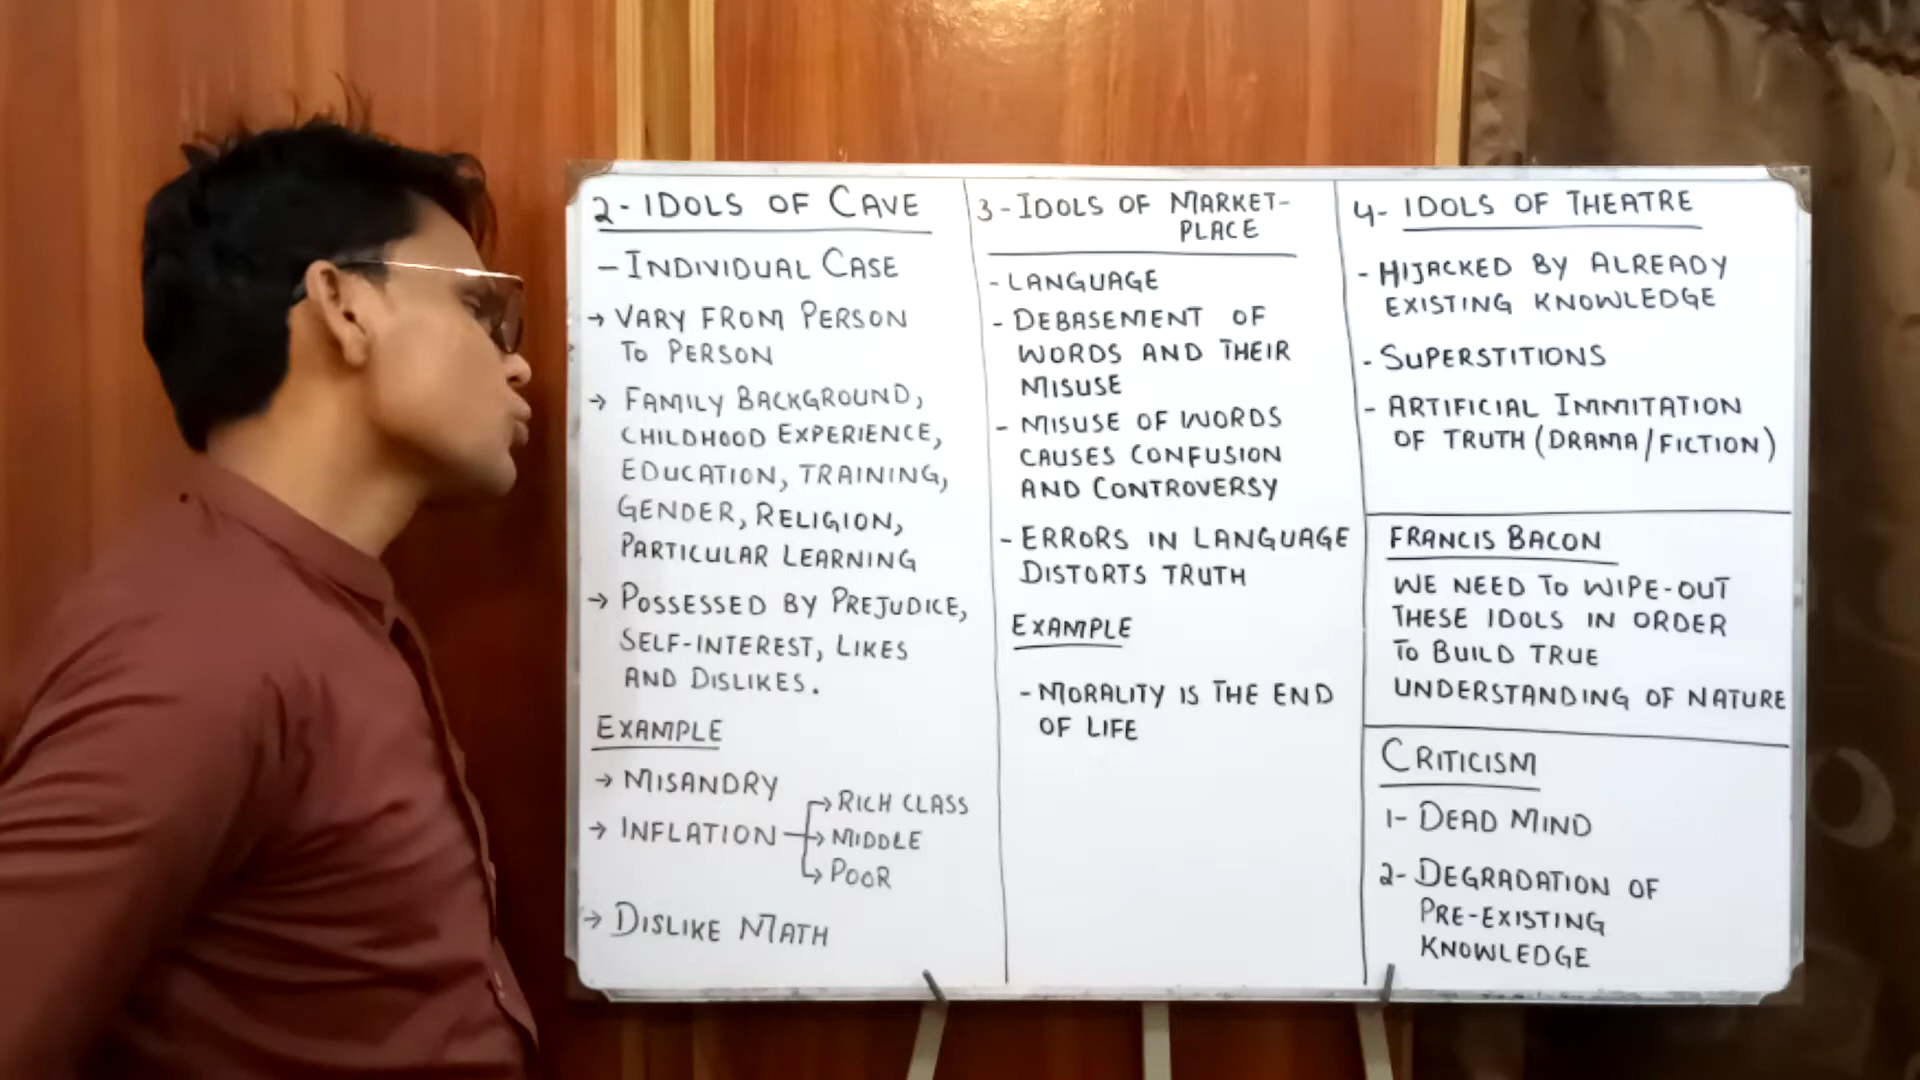 2- IDOLS OF CAVE
- INDIVIDUAL CASE
→ VARY FROM PERSON
TO PERSON
→ FAMILY BACKGROUND,
CHILDHOOD EXPERIENCE,
EDUCATION, TRAINING,
GENDER, RELIGION,
PARTICULAR LEARNING
→ POSSESSED BY PREJUDICE,
SELF-INTEREST, LIKES
AND DISLIKES.
EXAMPLE
→ MISANDRY
→ INFLATION → RICH CLASS
→ MIDDLE
→ POOR
→ DISLIKE MATH
3- IDOLS OF MARKET-
PLACE
- LANGUAGE
- DEBASEMENT OF
WORDS AND THEIR
MISUSE
- MISUSE OF WORDS
CAUSES CONFUSION
AND CONTROVERSY
- ERRORS IN LANGUAGE
DISTORTS TRUTH
EXAMPLE
- MORALITY IS THE END
OF LIFE
4- IDOLS OF THEATRE
- HIJACKED BY ALREADY
EXISTING KNOWLEDGE
- SUPERSTITIONS
- ARTIFICIAL IMMITATION
OF TRUTH (DRAMA/FICTION)
FRANCIS BACON
WE NEED TO WIPE-OUT
THESE IDOLS IN ORDER
TO BUILD TRUE
UNDERSTANDING OF NATURE
CRITICISM
1- DEAD MIND
2- DEGRADATION OF
PRE-EXISTING
KNOWLEDGE